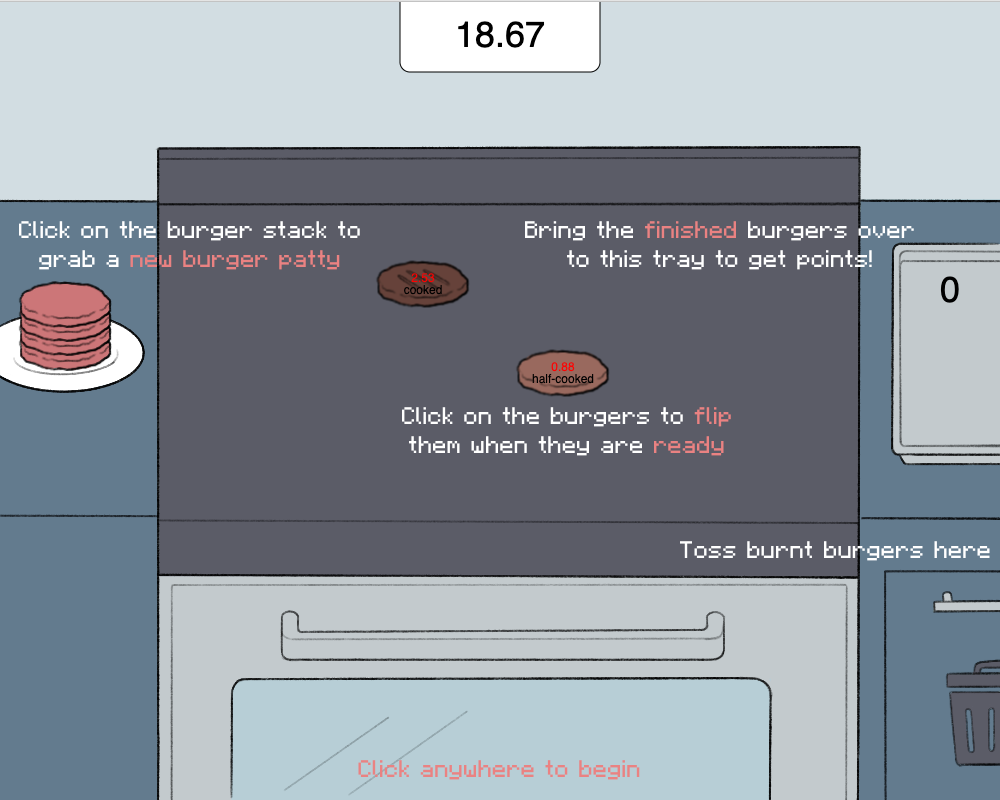 18.67
Click on the burger stack to
grab a new burger patty
Bring the finished burgers over
to this tray to get points!
0
cooked
0.88
half-cooked
Click on the burgers to flip
them when they are ready
Toss burnt burgers here
Click anywhere to begin